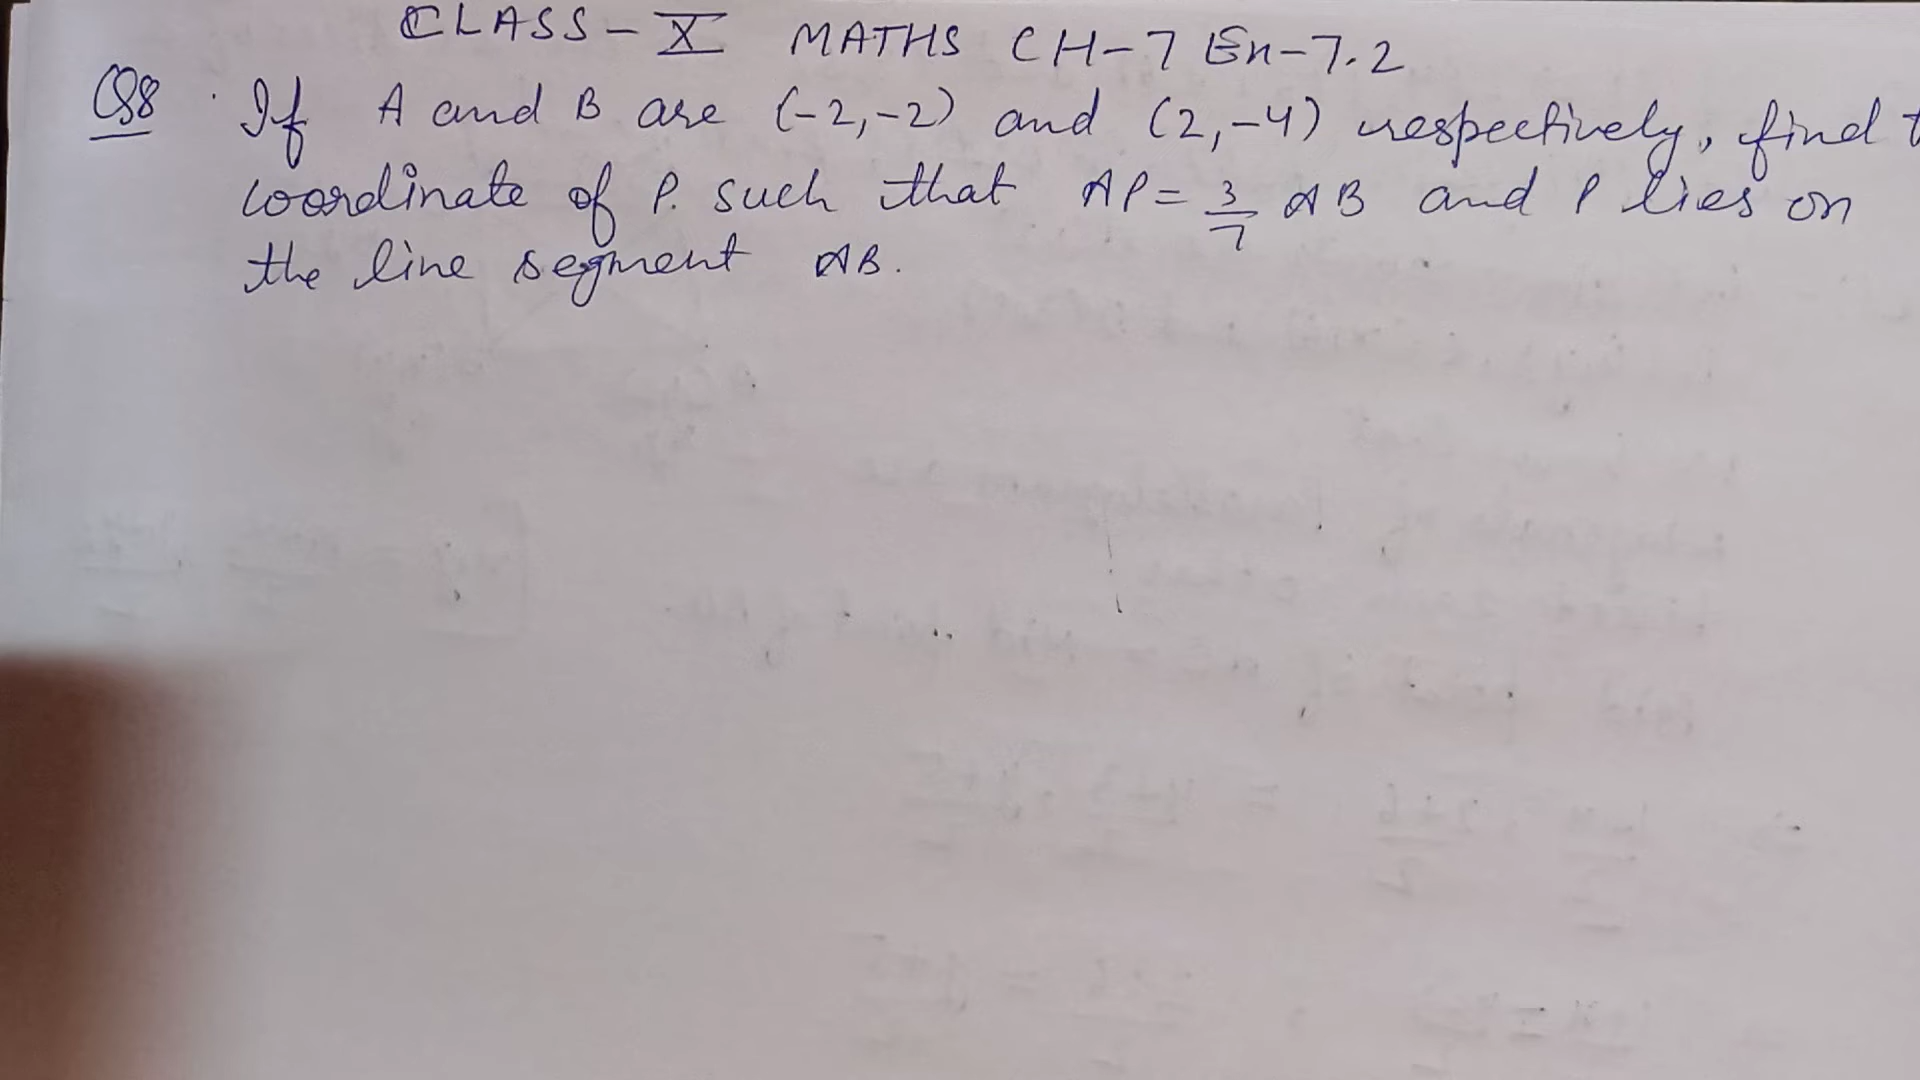 CLASS - X MATHS CH-7 Ex-7.2
Q8 If A and B are (-2,-2) and (2,-4) respectively, find
coordinate of P. such that AP = 3/7 AB and P lies on
the line segment AB.